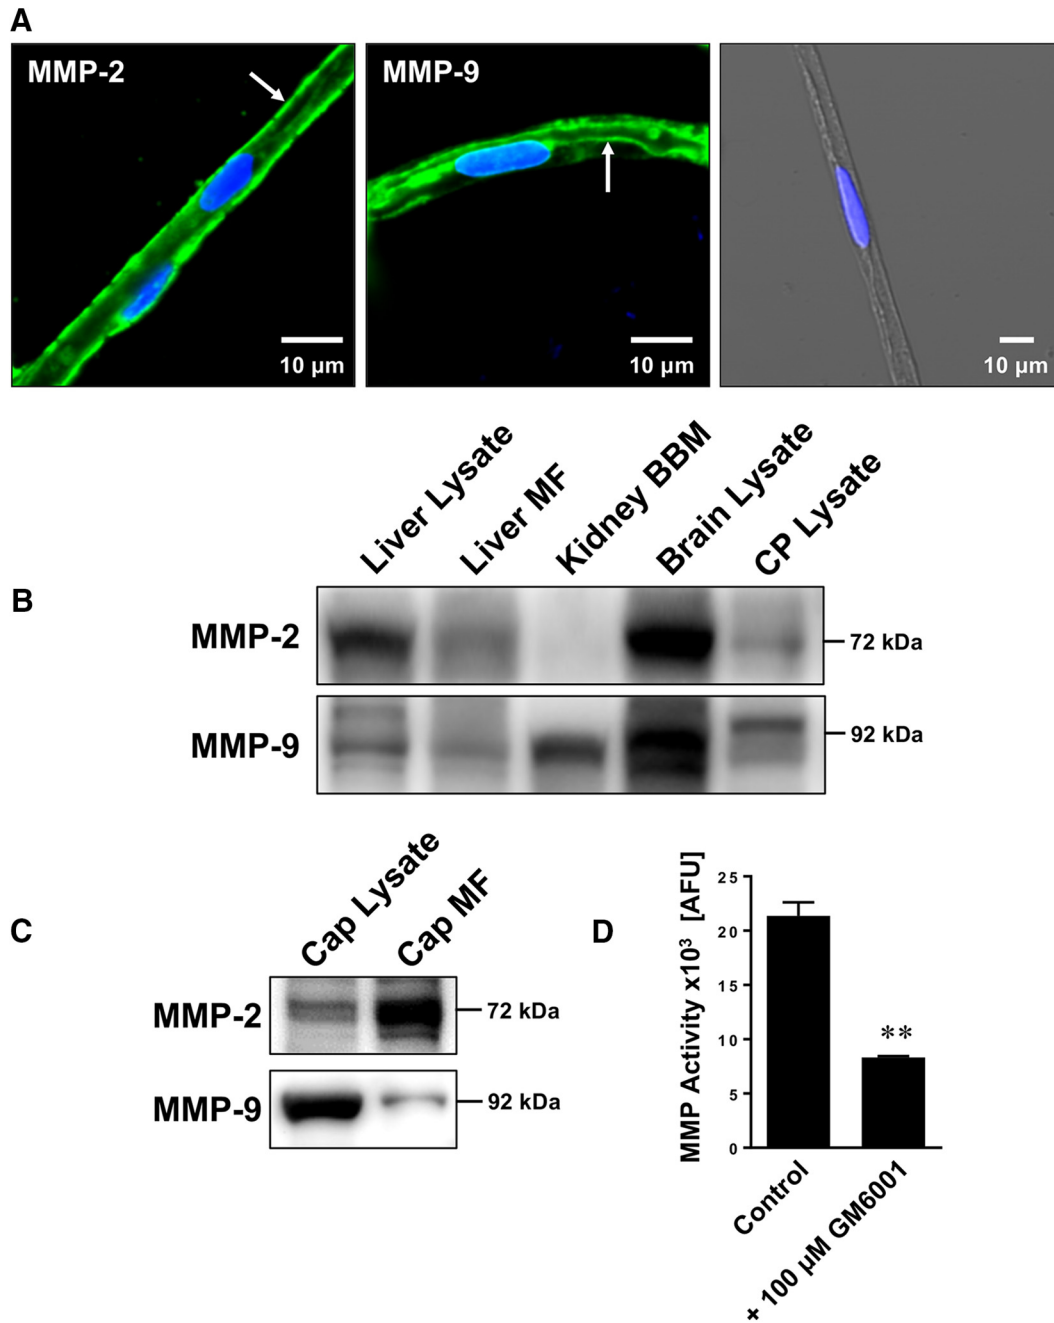 A
MMP-2
MMP-9
10 µm
10 µm
10 µm
Liver Lysate
Liver MF
Kidney BBM
Brain Lysate
CP Lysate
B
MMP-2
72 kDa
MMP-9
92 kDa
C
Cap Lysate
Cap MF
MMP-2
72 kDa
MMP-9
92 kDa
D
MMP Activity x10³ [AFU]
25
20
15
10
5
0
**
Control
+ 100 µM GM6001